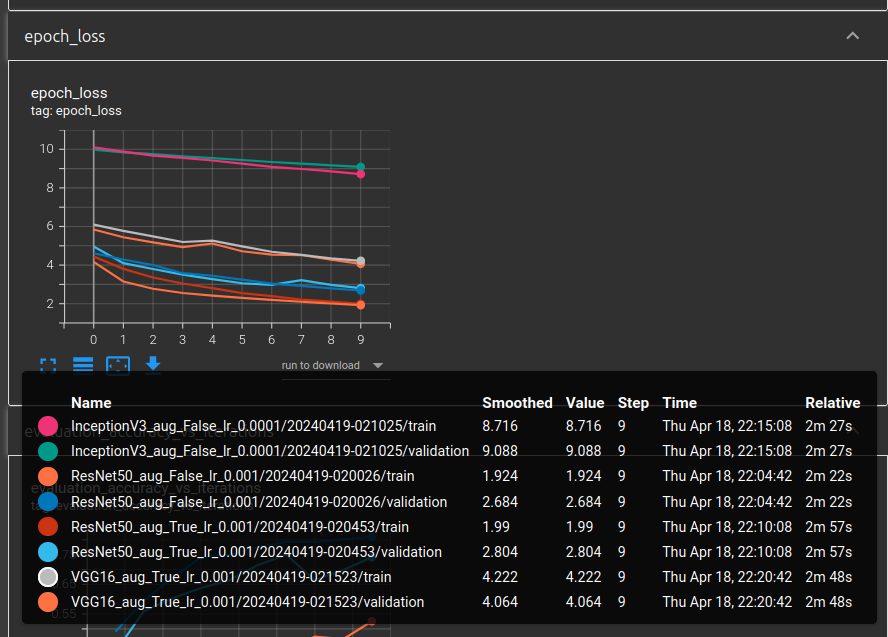 epoch_loss
epoch_loss
tag: epoch_loss
10
8
6
4
2
0 1 2 3 4 5 6 7 8 9
run to download
Name Smoothed Value Step Time Relative
InceptionV3_aug_False_lr_0.0001/20240419-021025/train 8.716 8.716 9 Thu Apr 18, 22:15:08 2m 27s
evaluation_accuracy_vs_iterations
InceptionV3_aug_False_lr_0.0001/20240419-021025/validation 9.088 9.088 9 Thu Apr 18, 22:15:08 2m 27s
ResNet50_aug_False_lr_0.001/20240419-020026/train 1.924 1.924 9 Thu Apr 18, 22:04:42 2m 22s
evaluation_accuracy_vs_iterations
ResNet50_aug_False_lr_0.001/20240419-020026/validation 2.684 2.684 9 Thu Apr 18, 22:04:42 2m 22s
ResNet50_aug_True_lr_0.001/20240419-020453/train 1.99 1.99 9 Thu Apr 18, 22:10:08 2m 57s
ResNet50_aug_True_lr_0.001/20240419-020453/validation 2.804 2.804 9 Thu Apr 18, 22:10:08 2m 57s
VGG16_aug_True_lr_0.001/20240419-021523/train 4.222 4.222 9 Thu Apr 18, 22:20:42 2m 48s
VGG16_aug_True_lr_0.001/20240419-021523/validation 4.064 4.064 9 Thu Apr 18, 22:20:42 2m 48s
0.55